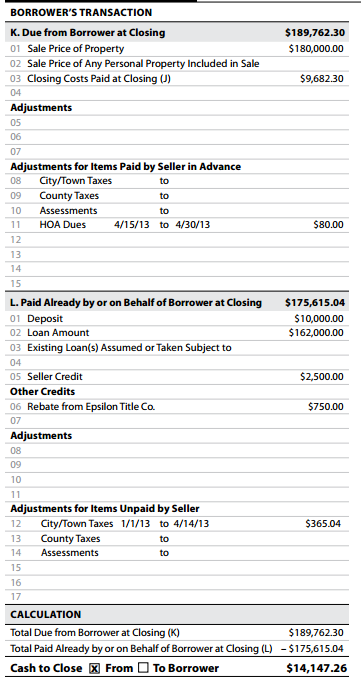 BORROWER'S TRANSACTION
K. Due from Borrower at Closing $189,762.30
01 Sale Price of Property $180,000.00
02 Sale Price of Any Personal Property Included in Sale
03 Closing Costs Paid at Closing (J) $9,682.30
04
Adjustments
05
06
07
Adjustments for Items Paid by Seller in Advance
08 City/Town Taxes to
09 County Taxes to
10 Assessments to
11 HOA Dues 4/15/13 to 4/30/13 $80.00
12
13
14
15
L. Paid Already by or on Behalf of Borrower at Closing $175,615.04
01 Deposit $10,000.00
02 Loan Amount $162,000.00
03 Existing Loan(s) Assumed or Taken Subject to
04
05 Seller Credit $2,500.00
Other Credits
06 Rebate from Epsilon Title Co. $750.00
07
Adjustments
08
09
10
11
Adjustments for Items Unpaid by Seller
12 City/Town Taxes 1/1/13 to 4/14/13 $365.04
13 County Taxes to
14 Assessments to
15
16
17
CALCULATION
Total Due from Borrower at Closing (K) $189,762.30
Total Paid Already by or on Behalf of Borrower at Closing (L) – $175,615.04
Cash to Close ☒ From ☐ To Borrower $14,147.26